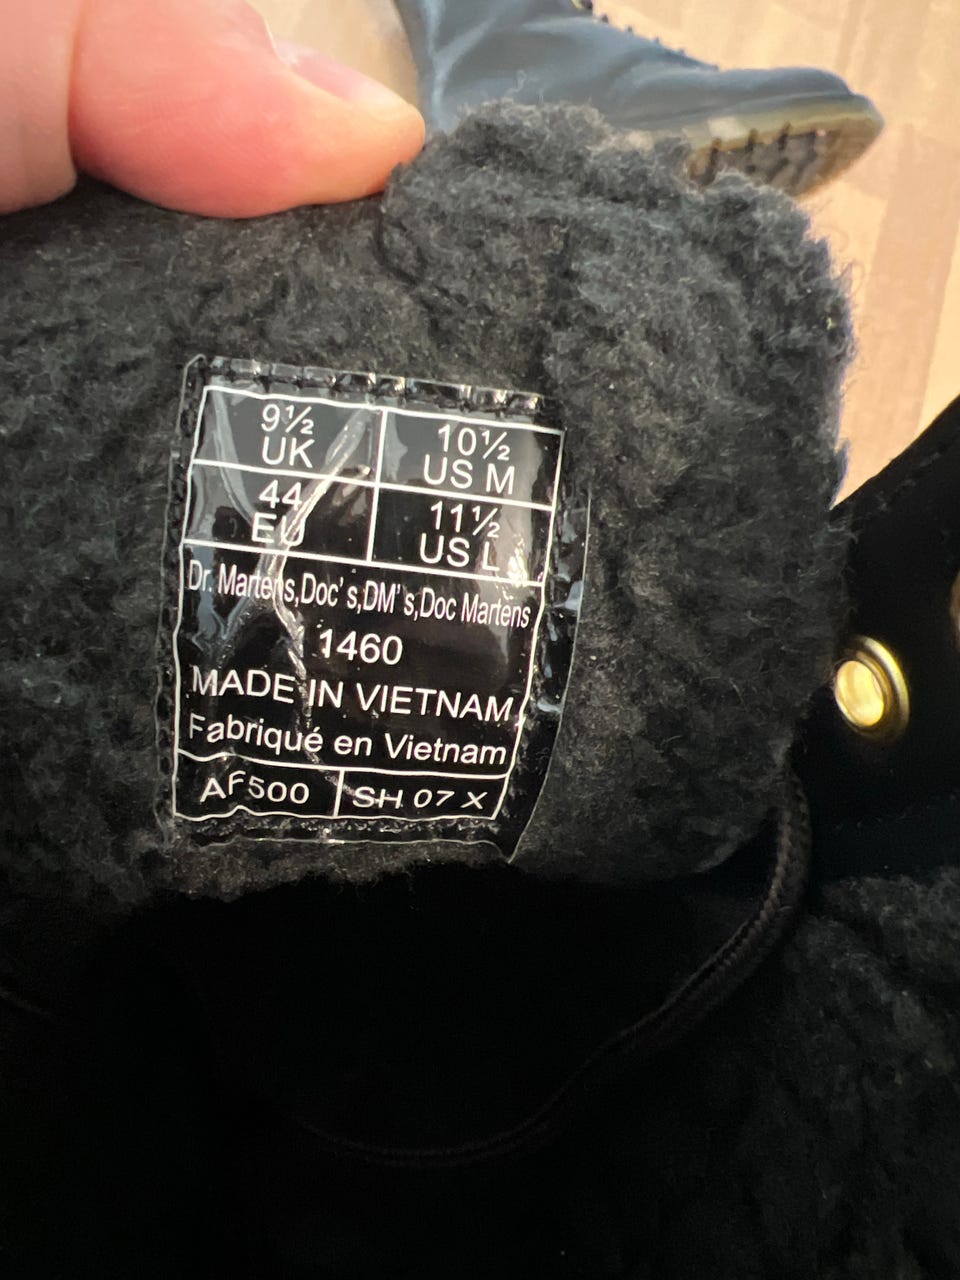 9½ UK
10½ US M
44 EU
11½ US L
Dr. Martens,Doc's,DM's,Doc Martens
1460
MADE IN VIETNAM
Fabriqué en Vietnam
AF500
SH 07 X